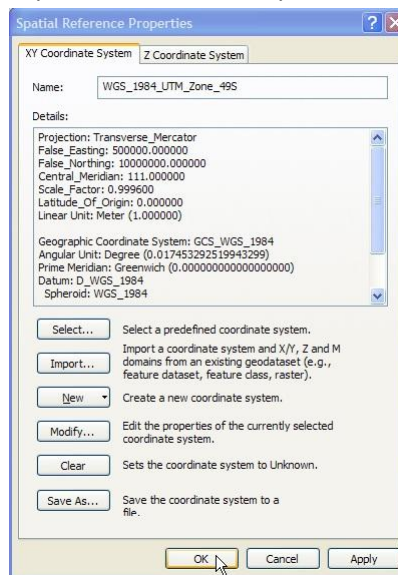 Spatial Reference Properties
XY Coordinate System
Z Coordinate System
Name: WGS_1984_UTM_Zone_49S
Details:
Projection: Transverse_Mercator
False_Easting: 500000.000000
False_Northing: 10000000.000000
Central_Meridian: 111.000000
Scale_Factor: 0.999600
Latitude_Of_Origin: 0.000000
Linear Unit: Meter (1.000000)
Geographic Coordinate System: GCS_WGS_1984
Angular Unit: Degree (0.017453292519943299)
Prime Meridian: Greenwich (0.000000000000000000)
Datum: D_WGS_1984
Spheroid: WGS_1984
Select... Select a predefined coordinate system.
Import... Import a coordinate system and X/Y, Z and M
domains from an existing geodataset (e.g.,
feature dataset, feature class, raster).
New Create a new coordinate system.
Modify... Edit the properties of the currently selected
coordinate system.
Clear Sets the coordinate system to Unknown.
Save As... Save the coordinate system to a
file.
OK Cancel Apply